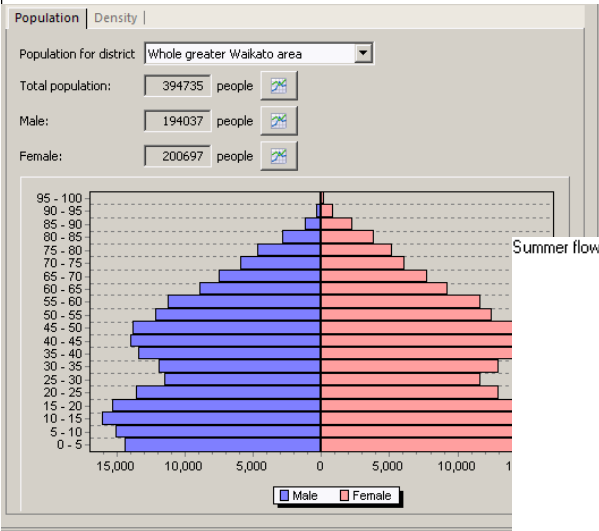 Population Density
Population for district Whole greater Waikato area
Total population: 394735 people
Male: 194037 people
Female: 200697 people
95 - 100
90 - 95
85 - 90
80 - 85
Summer flow
75 - 80
70 - 75
65 - 70
60 - 65
55 - 60
50 - 55
45 - 50
40 - 45
35 - 40
30 - 35
25 - 30
20 - 25
15 - 20
10 - 15
5 - 10
0 - 5
15,000 10,000 5,000 0 5,000 10,000 1
Male Female